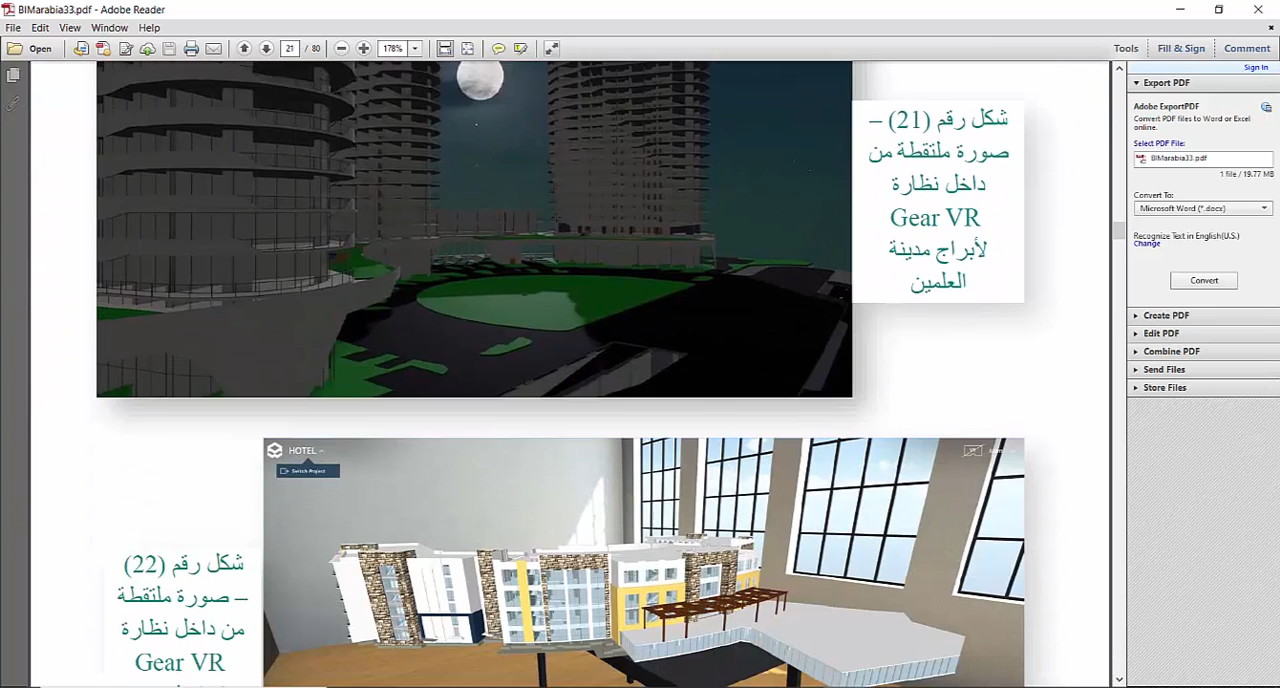 BIMarabia33.pdf - Adobe Reader
File Edit View Window Help
Open 21 / 80 178% Tools Fill & Sign Comment
Sign In
Export PDF
Adobe ExportPDF
Convert PDF files to Word or Excel
online.
Select PDF File:
BIMarabia33.pdf
1 file / 19.77 MB
Convert To:
Microsoft Word (*.docx)
Recognize Text in English(U.S.)
Change
Convert
Create PDF
Edit PDF
Combine PDF
Send Files
Store Files
شكل رقم (21) –
صورة ملتقطة من
داخل نظارة
Gear VR
لأبراج مدينة
العلمين
HOTEL
Switch Project
شكل رقم (22)
– صورة ملتقطة
من داخل نظارة
Gear VR